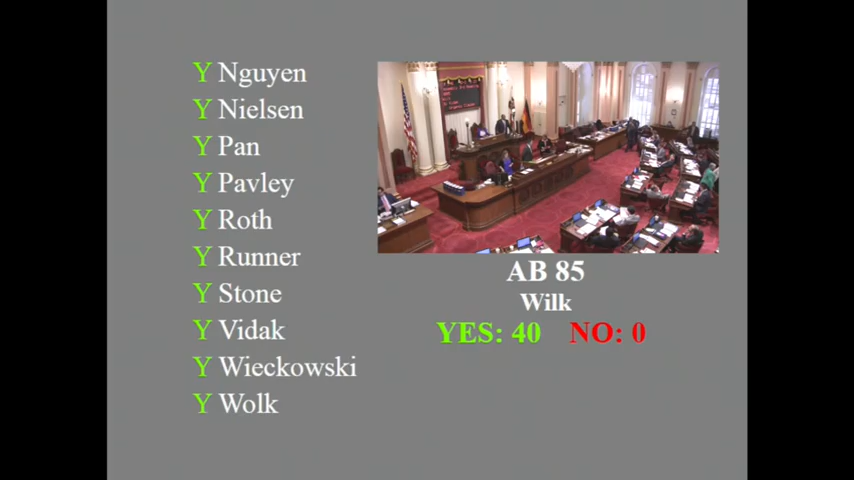 Y Nguyen
Y Nielsen
Y Pan
Y Pavley
Y Roth
Y Runner
Y Stone
Y Vidak
Y Wieckowski
Y Wolk
AB 85
Wilk
YES: 40 NO: 0